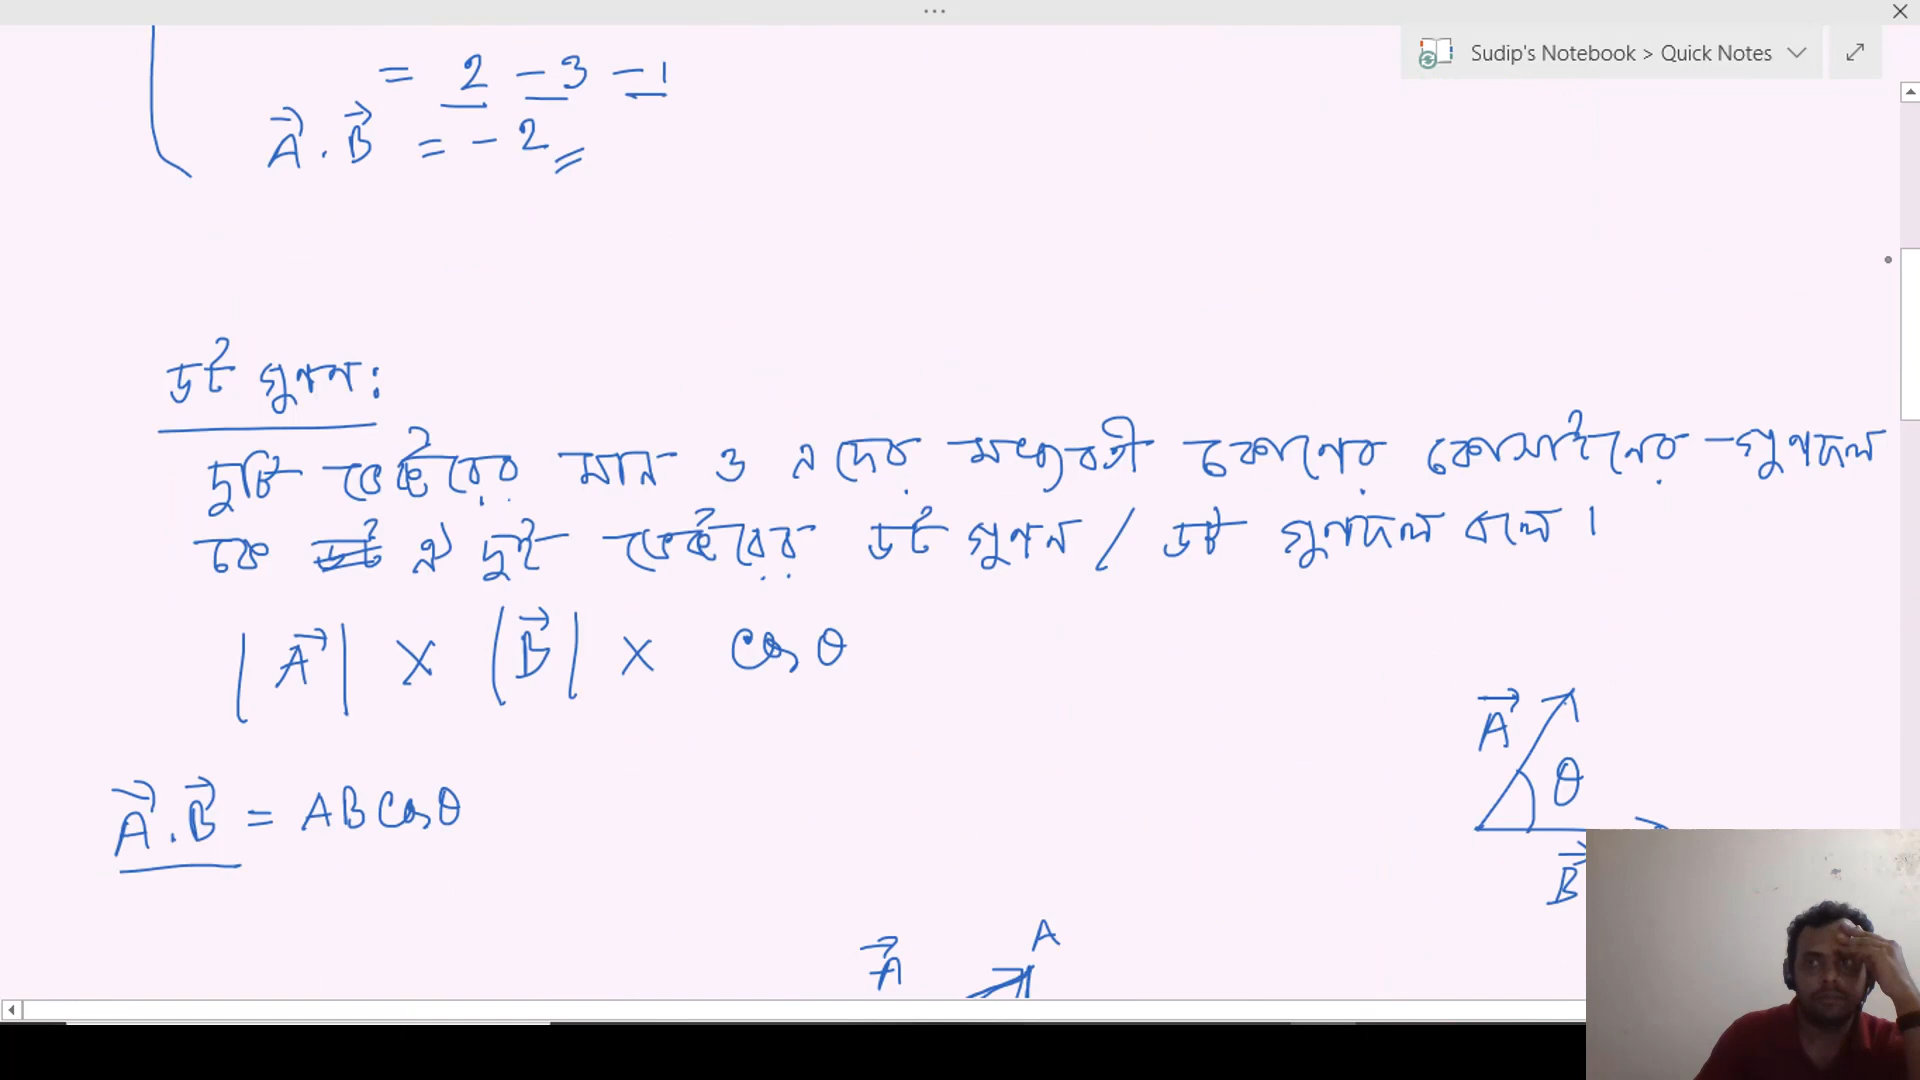 Sudip's Notebook > Quick Notes
= 2 - 3 - 1
A⃗ . B⃗ = - 2
ডট গুণন :
দুটি ভেক্টরের মান ও এদের মধ্যেবর্তী কোণের কোসাইনের গুণফল
কে ঐ দুই ভেক্টরের ডট গুণন / ডট গুণফল বলে ।
| A⃗ | × | B⃗ | × cos θ
A⃗ . B⃗ = AB cos θ
A⃗
θ
B⃗
A⃗
A